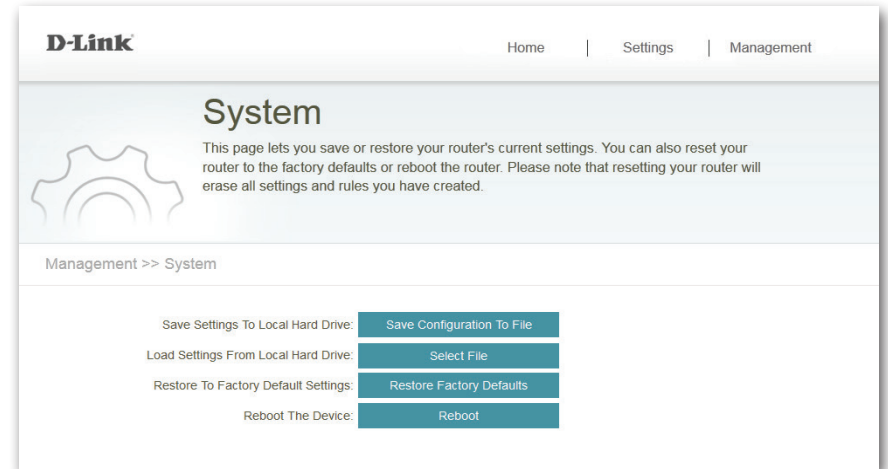 D-Link
Home | Settings | Management
System
This page lets you save or restore your router's current settings. You can also reset your
router to the factory defaults or reboot the router. Please note that resetting your router will
erase all settings and rules you have created.
Management >> System
Save Settings To Local Hard Drive: Save Configuration To File
Load Settings From Local Hard Drive: Select File
Restore To Factory Default Settings: Restore Factory Defaults
Reboot The Device: Reboot